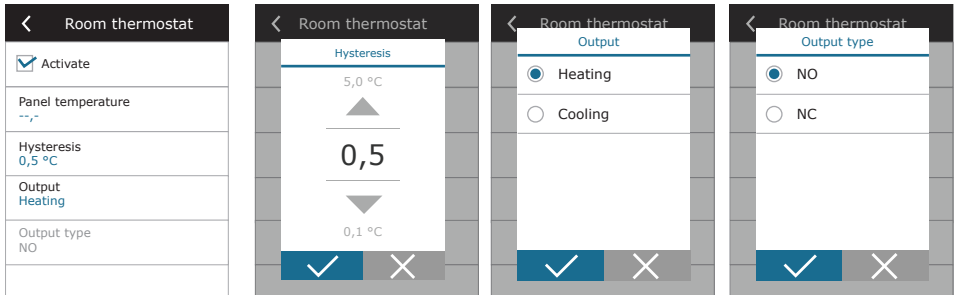 Room thermostat
Activate
Panel temperature
--,-
Hysteresis
0,5 °C
Output
Heating
Output type
NO
Room thermostat
Hysteresis
5,0 °C
0,5
0,1 °C
Room thermostat
Output
Heating
Cooling
Room thermostat
Output type
NO
NC